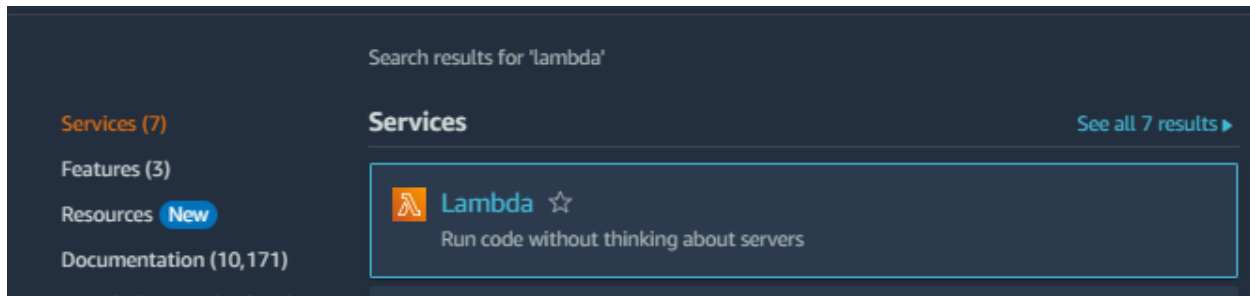 Search results for 'lambda'
Services (7)
Features (3)
Resources New
Documentation (10,171)
Services
See all 7 results
Lambda
Run code without thinking about servers